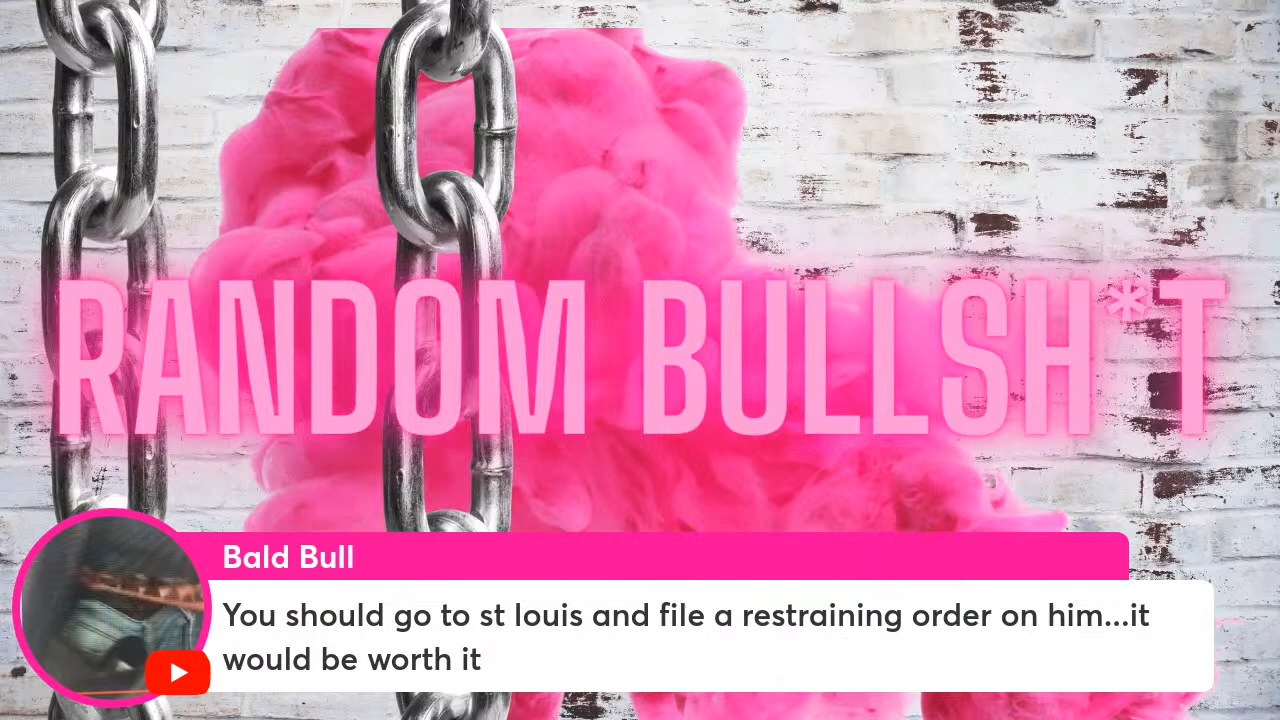 RANDOM BULLSH*T
Bald Bull
You should go to st louis and file a restraining order on him...it
would be worth it